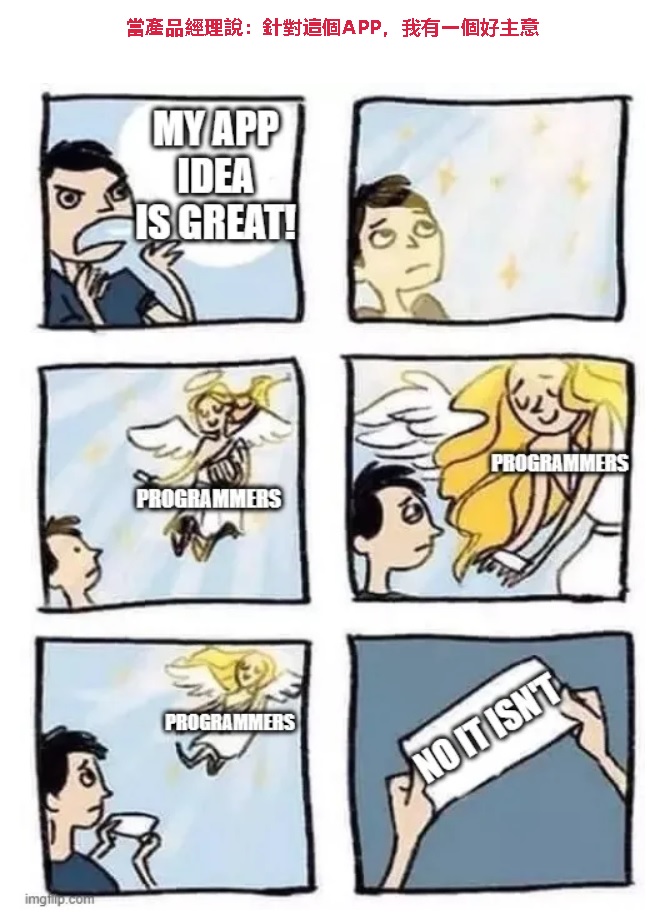 當產品經理說：針對這個APP，我有一個好主意
MY APP
IDEA
IS GREAT!
PROGRAMMERS
PROGRAMMERS
PROGRAMMERS
NO IT ISN'T
imgflip.com